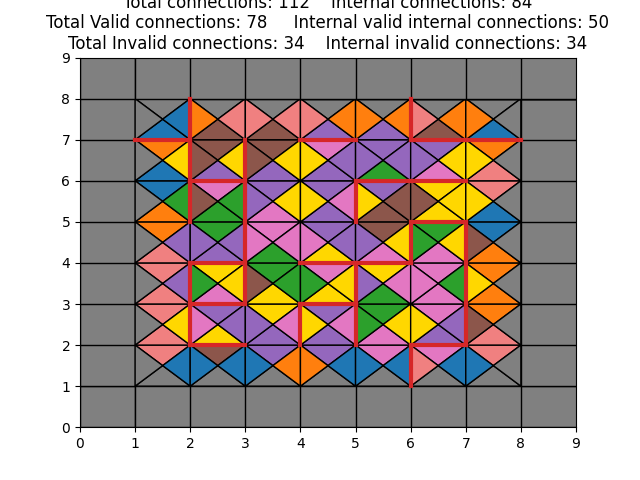 Total connections: 112    Internal connections: 84
Total Valid connections: 78    Internal valid internal connections: 50
Total Invalid connections: 34    Internal invalid connections: 34
9
8
7
6
5
4
3
2
1
0
0 1 2 3 4 5 6 7 8 9